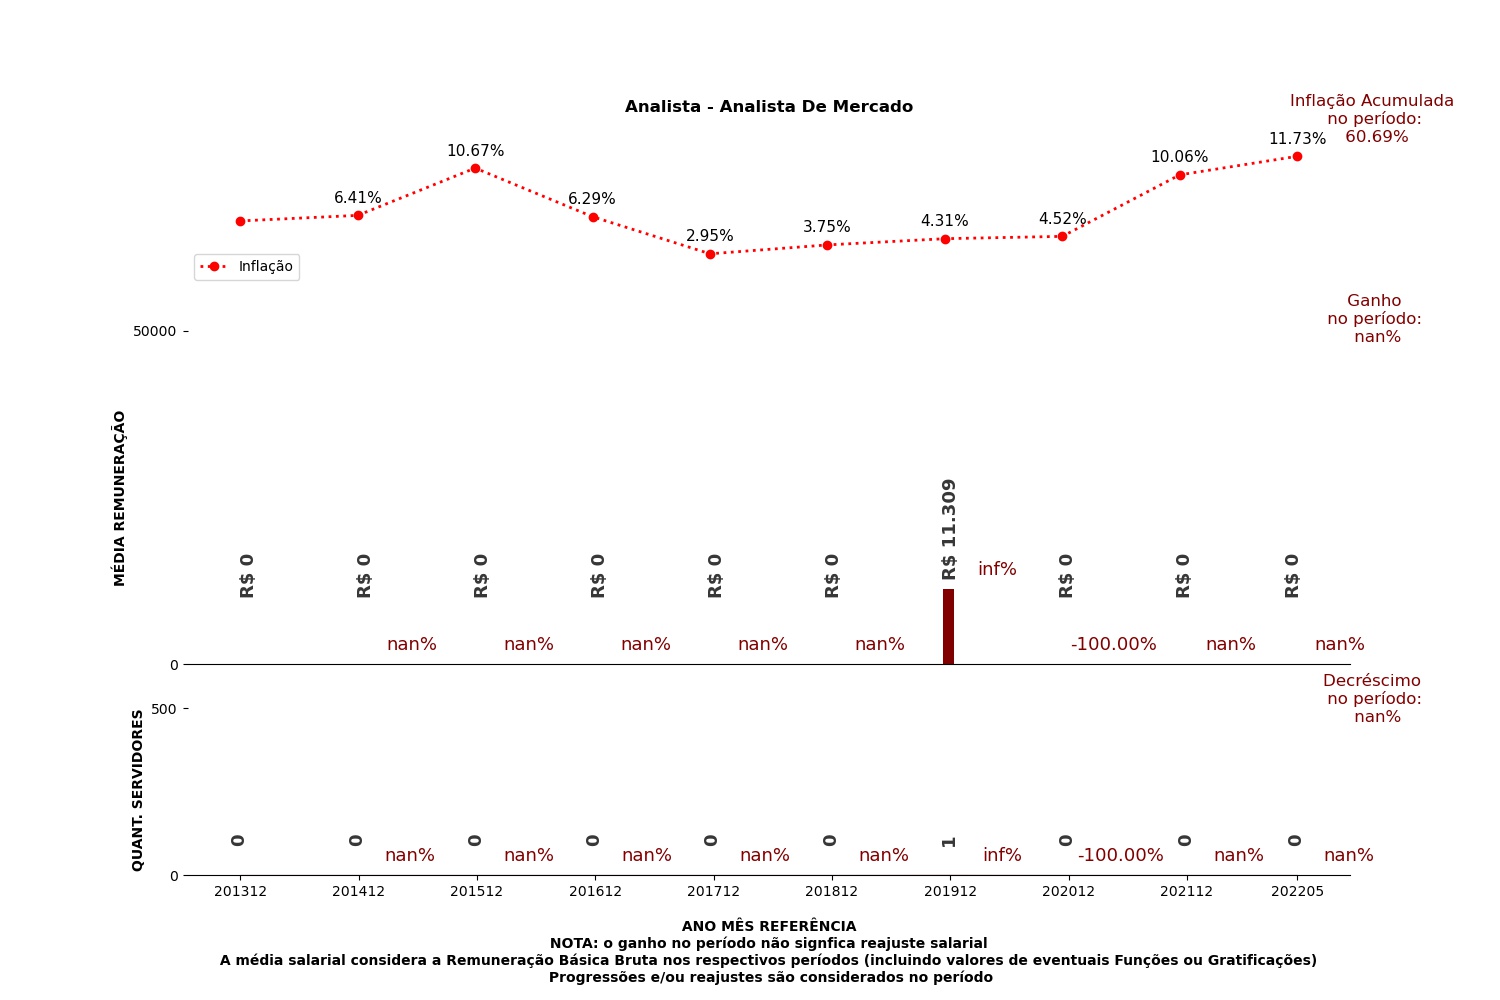 Analista - Analista De Mercado
Inflação Acumulada
no período:
60.69%
6.41%
10.67%
6.29%
2.95%
3.75%
4.31%
4.52%
10.06%
11.73%
Inflação
Ganho
no período:
nan%
50000
0
MÉDIA REMUNERAÇÃO
R$ 0
R$ 0
R$ 0
R$ 0
R$ 0
R$ 0
R$ 11.309
R$ 0
R$ 0
R$ 0
nan%
nan%
nan%
nan%
nan%
inf%
-100.00%
nan%
nan%
Decréscimo
no período:
nan%
500
0
QUANT. SERVIDORES
0
0
0
0
0
0
1
0
0
0
nan%
nan%
nan%
nan%
nan%
inf%
-100.00%
nan%
nan%
201312
201412
201512
201612
201712
201812
201912
202012
202112
202205
ANO MÊS REFERÊNCIA
NOTA: o ganho no período não signfica reajuste salarial
A média salarial considera a Remuneração Básica Bruta nos respectivos períodos (incluindo valores de eventuais Funções ou Gratificações)
Progressões e/ou reajustes são considerados no período